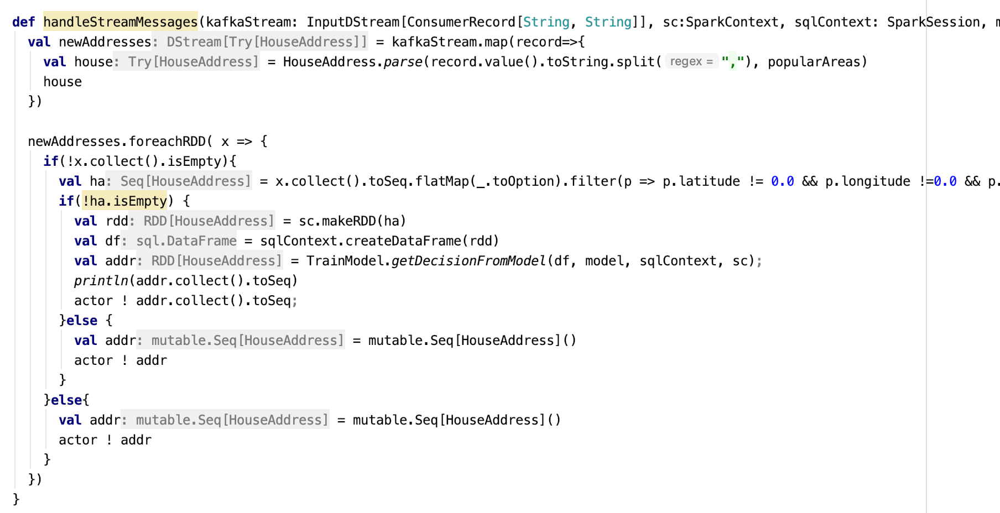 def handleStreamMessages(kafkaStream: InputDStream[ConsumerRecord[String, String]], sc:SparkContext, sqlContext: SparkSession,
val newAddresses: DStream[Try[HouseAddress]] = kafkaStream.map(record=>{
val house: Try[HouseAddress] = HouseAddress.parse(record.value().toString.split( regex = ","), popularAreas)
house
})
newAddresses.foreachRDD( x => {
if(!x.collect().isEmpty){
val ha: Seq[HouseAddress] = x.collect().toSeq.flatMap(_.toOption).filter(p => p.latitude != 0.0 && p.longitude !=0.0 && p.
if(!ha.isEmpty) {
val rdd: RDD[HouseAddress] = sc.makeRDD(ha)
val df: sql.DataFrame = sqlContext.createDataFrame(rdd)
val addr: RDD[HouseAddress] = TrainModel.getDecisionFromModel(df, model, sqlContext, sc);
println(addr.collect().toSeq)
actor ! addr.collect().toSeq;
}else {
val addr: mutable.Seq[HouseAddress] = mutable.Seq[HouseAddress]()
actor ! addr
}
}else{
val addr: mutable.Seq[HouseAddress] = mutable.Seq[HouseAddress]()
actor ! addr
}
})
}